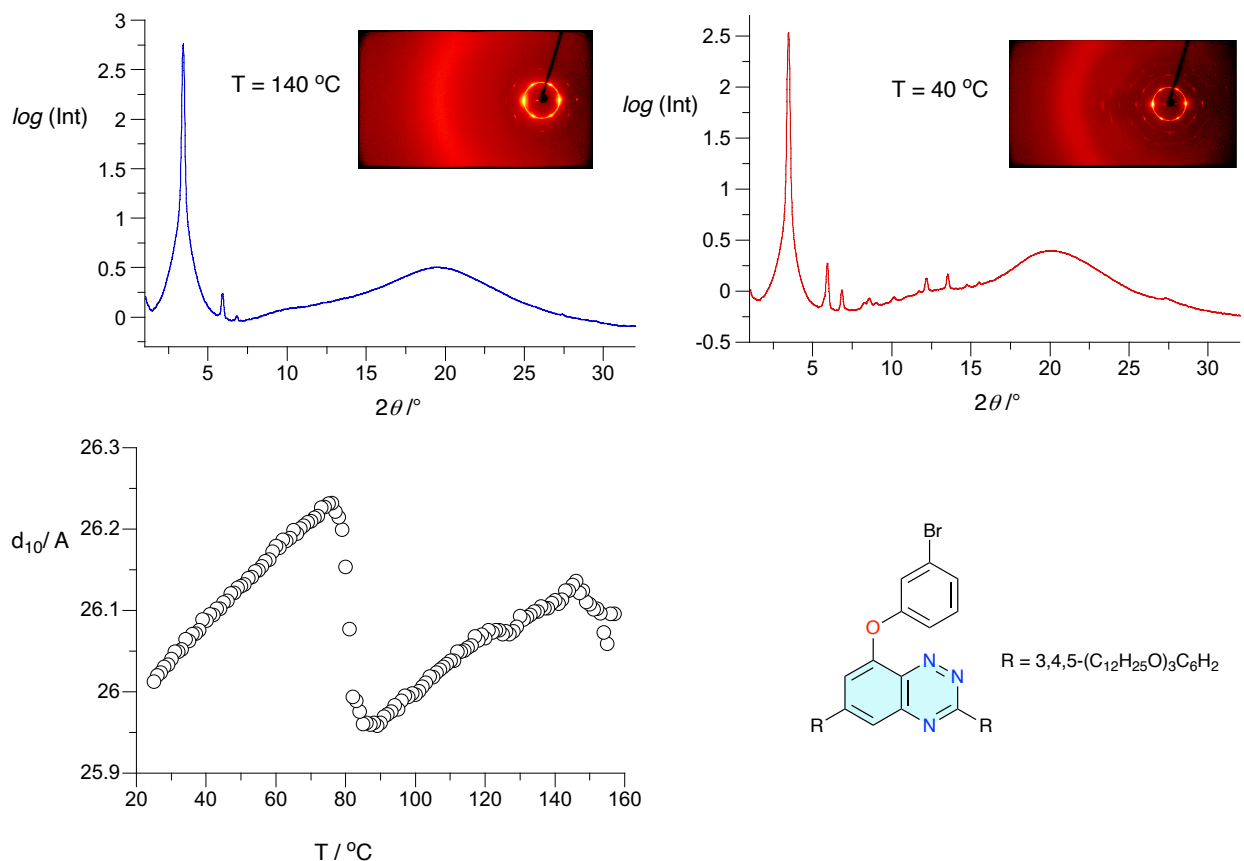 3
2.5
2
1.5
1
0.5
0
log (Int)
T = 140 °C
5 10 15 20 25 30
2θ /°
2.5
2
1.5
1
0.5
0
-0.5
log (Int)
T = 40 °C
5 10 15 20 25 30
2θ /°
26.3
26.2
26.1
26
25.9
d₁₀/ A
20 40 60 80 100 120 140 160
T / °C
Br
O
N
N
N
R
R
R = 3,4,5-(C₁₂H₂₅O)₃C₆H₂